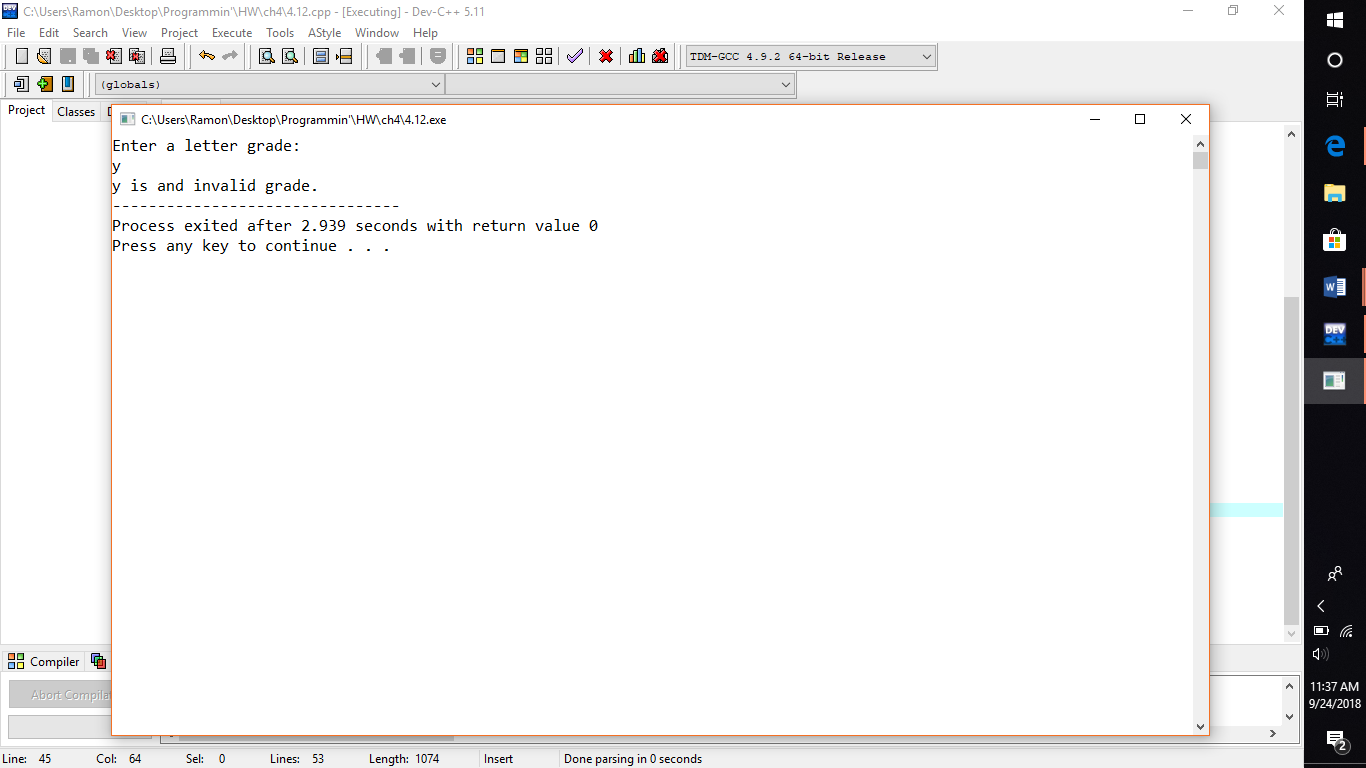 C:\Users\Ramon\Desktop\Programmin'\HW\ch4\4.12.cpp - [Executing] - Dev-C++ 5.11
File Edit Search View Project Execute Tools AStyle Window Help
TDM-GCC 4.9.2 64-bit Release
(globals)
Project Classes
C:\Users\Ramon\Desktop\Programmin'\HW\ch4\4.12.exe
Enter a letter grade:
y
y is and invalid grade.
--------------------------------
Process exited after 2.939 seconds with return value 0
Press any key to continue . . .
Compiler
Abort Compilat
11:37 AM
9/24/2018
2
Line: 45 Col: 64 Sel: 0 Lines: 53 Length: 1074 Insert Done parsing in 0 seconds